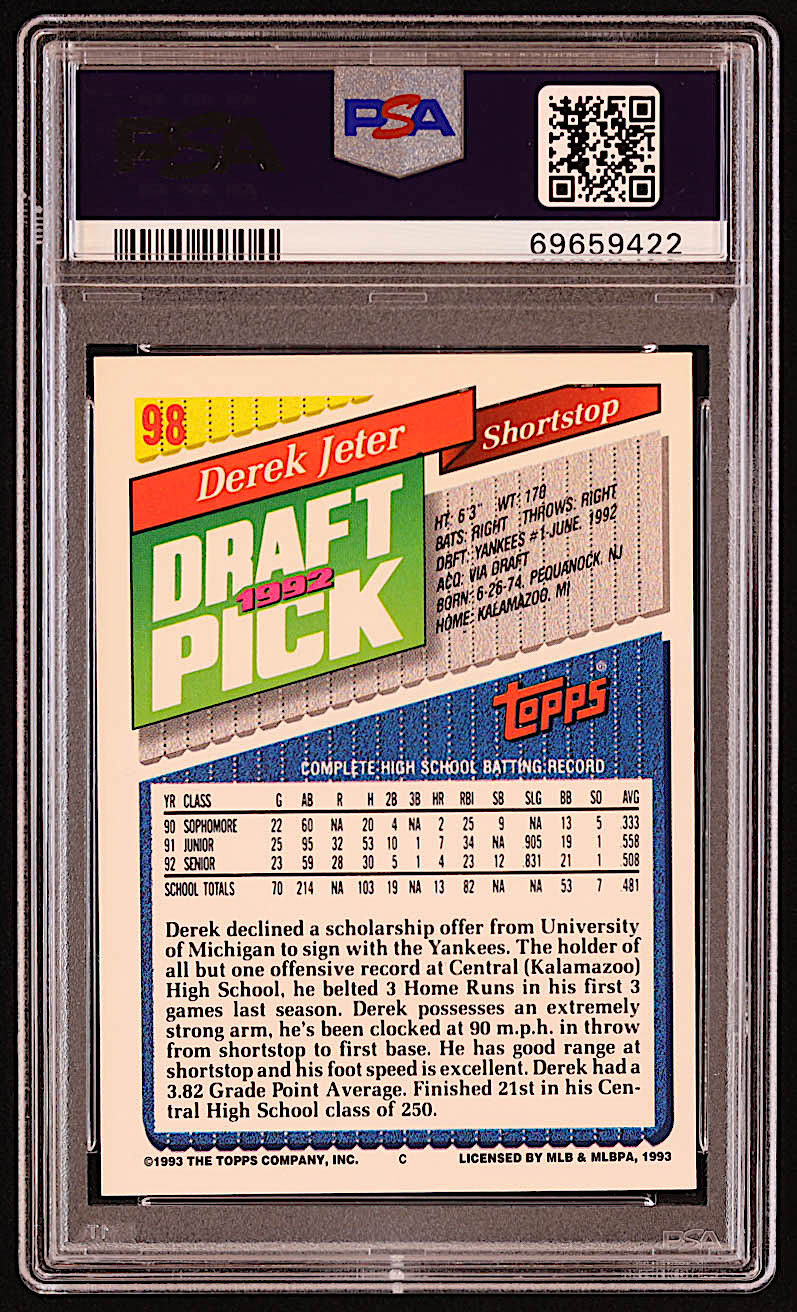 PSA
PSA
69659422
98
Derek Jeter
Shortstop
DRAFT
1992
PICK
HT: 6'3" WT: 178
BATS: RIGHT THROWS: RIGHT
DRFT: YANKEES #1-JUNE, 1992
ACQ: VIA DRAFT
BORN: 6-26-74, PEQUANOCK, NJ
HOME: KALAMAZOO, MI
topps®
COMPLETE HIGH SCHOOL BATTING RECORD
YR CLASS G AB R H 2B 3B HR RBI SB SLG BB SO AVG
90 SOPHOMORE 22 60 NA 20 4 NA 2 25 9 NA 13 5 .333
91 JUNIOR 25 95 32 53 10 1 7 34 NA .905 19 1 .558
92 SENIOR 23 59 28 30 5 1 4 23 12 .831 21 1 .508
SCHOOL TOTALS 70 214 NA 103 19 NA 13 82 NA NA 53 7 .481
Derek declined a scholarship offer from University
of Michigan to sign with the Yankees. The holder of
all but one offensive record at Central (Kalamazoo)
High School, he belted 3 Home Runs in his first 3
games last season. Derek possesses an extremely
strong arm, he's been clocked at 90 m.p.h. in throw
from shortstop to first base. He has good range at
shortstop and his foot speed is excellent. Derek had a
3.82 Grade Point Average. Finished 21st in his Cen-
tral High School class of 250.
©1993 THE TOPPS COMPANY, INC. C LICENSED BY MLB & MLBPA, 1993
PSA